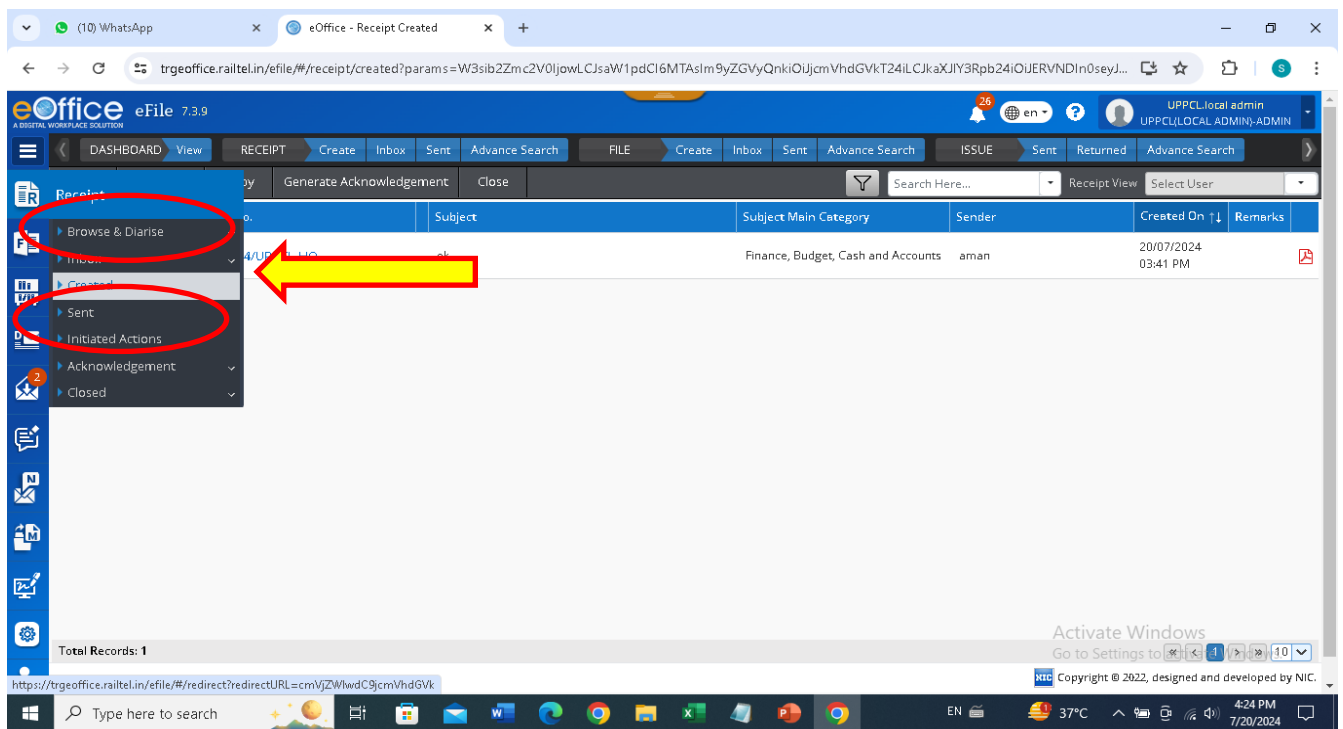 (10) WhatsApp
eOffice - Receipt Created
trgeoffice.railtel.in/efile/#/receipt/created?params=W3sib2Zmc2V0IjowLCJsaW1pdCI6MTAsIm9yZGVyQnkiOiJjcmVhdGVkT24iLCJkaXJlY3Rpb24iOiJERVNDIn0seyJ...
S
eOffice eFile 7.3.9
A DIGITAL WORKPLACE SOLUTION
26
en
?
UPPCL.local admin
UPPCL(LOCAL ADMIN)-ADMIN
DASHBOARD View RECEIPT Create Inbox Sent Advance Search FILE Create Inbox Sent Advance Search ISSUE Sent Returned Advance Search
Receipt
Generate Acknowledgement Close Search Here... Receipt View Select User
Subject Subject Main Category Sender Created On Remarks
Browse & Diarise
Inbox
ok Finance, Budget, Cash and Accounts aman 20/07/2024
03:41 PM
Created
Sent
Initiated Actions
Acknowledgement
Closed
2
Total Records: 1
1
10
Activate Windows
Go to Settings to activate Windows.
https://trgeoffice.railtel.in/efile/#/redirect?redirectURL=cmVjZWlwdC9jcmVhdGVk
NIC Copyright © 2022, designed and developed by NIC.
Type here to search
EN
37°C
4:24 PM
7/20/2024